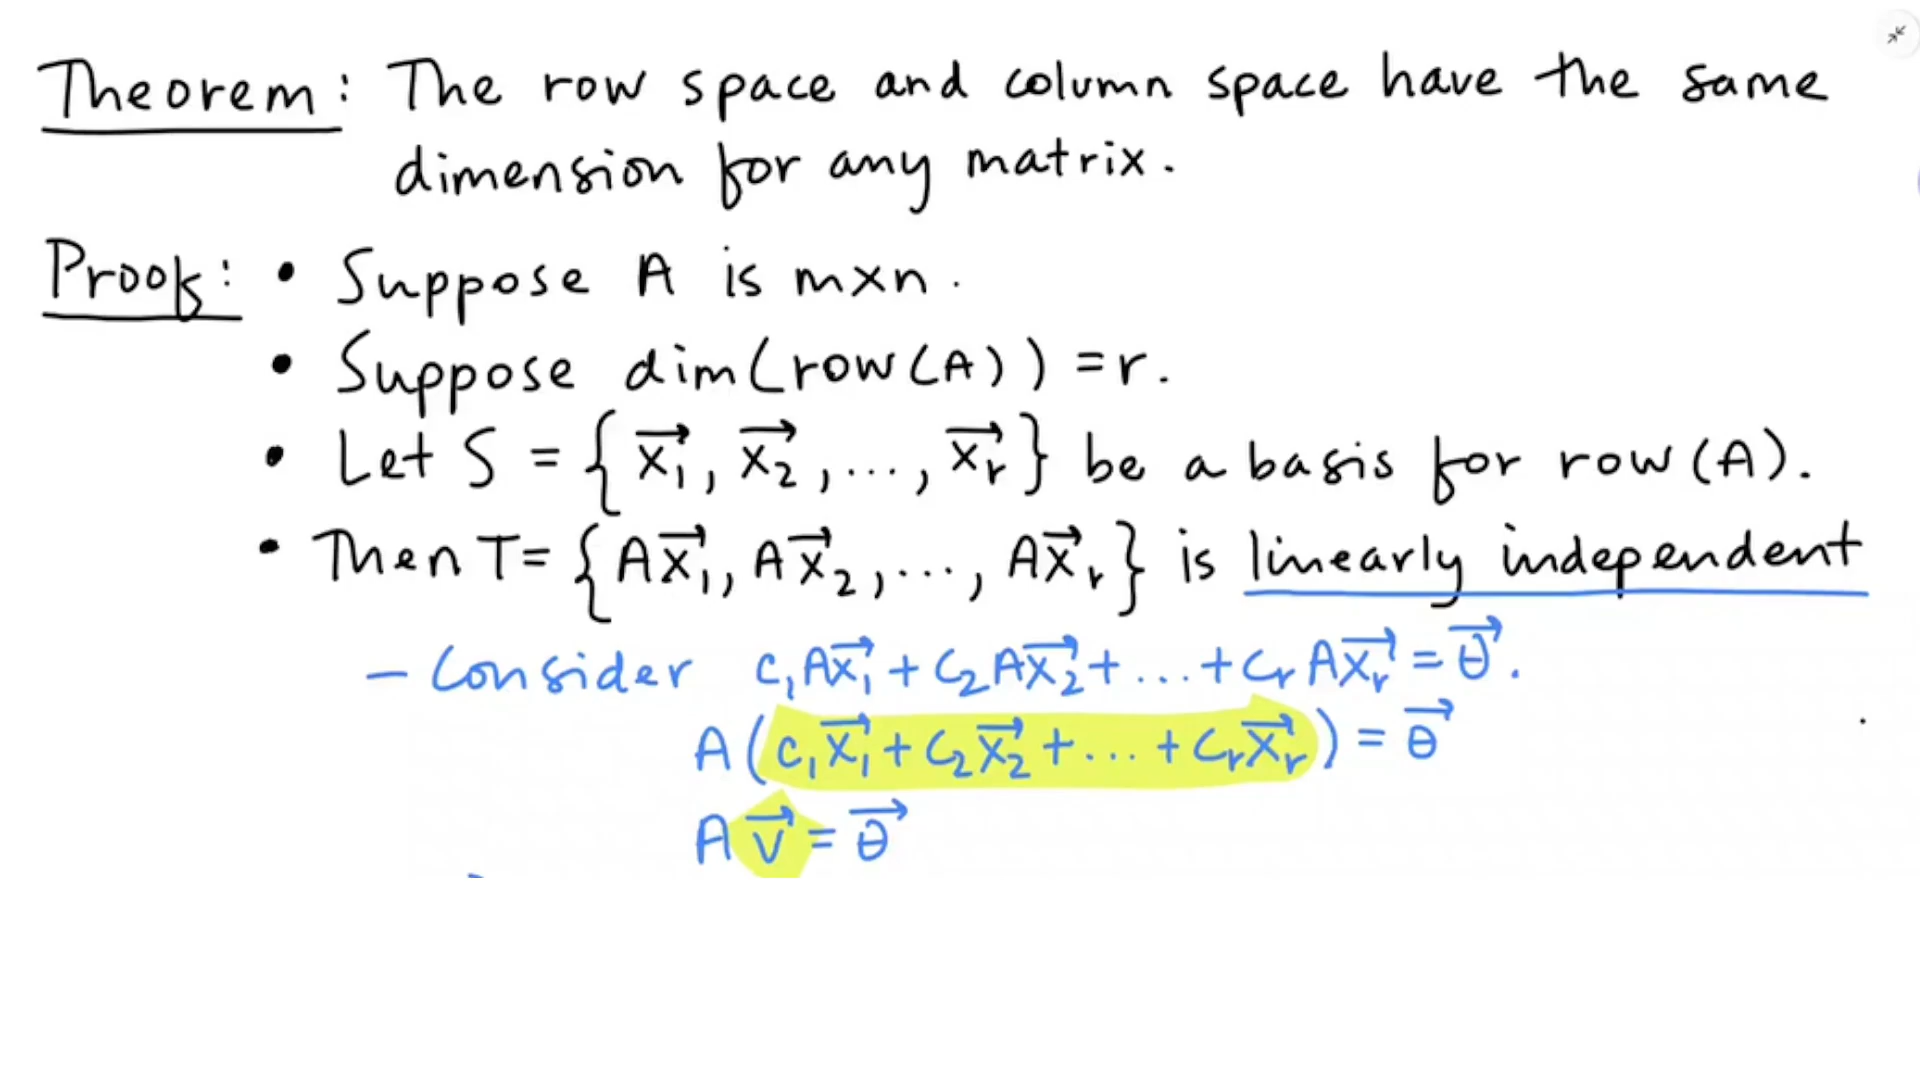 Theorem: The row space and column space have the same
dimension for any matrix.
Proof: • Suppose A is m×n.
• Suppose dim(row(A)) = r.
• Let S = {x⃗₁, x⃗₂, ..., x⃗ᵣ} be a basis for row(A).
• Then T = {Ax⃗₁, Ax⃗₂, ..., Ax⃗ᵣ} is linearly independent
– Consider c₁Ax⃗₁ + c₂Ax⃗₂ + ... + cᵣAx⃗ᵣ = θ⃗.
A(c₁x⃗₁ + c₂x⃗₂ + ... + cᵣx⃗ᵣ) = θ⃗
Av⃗ = θ⃗